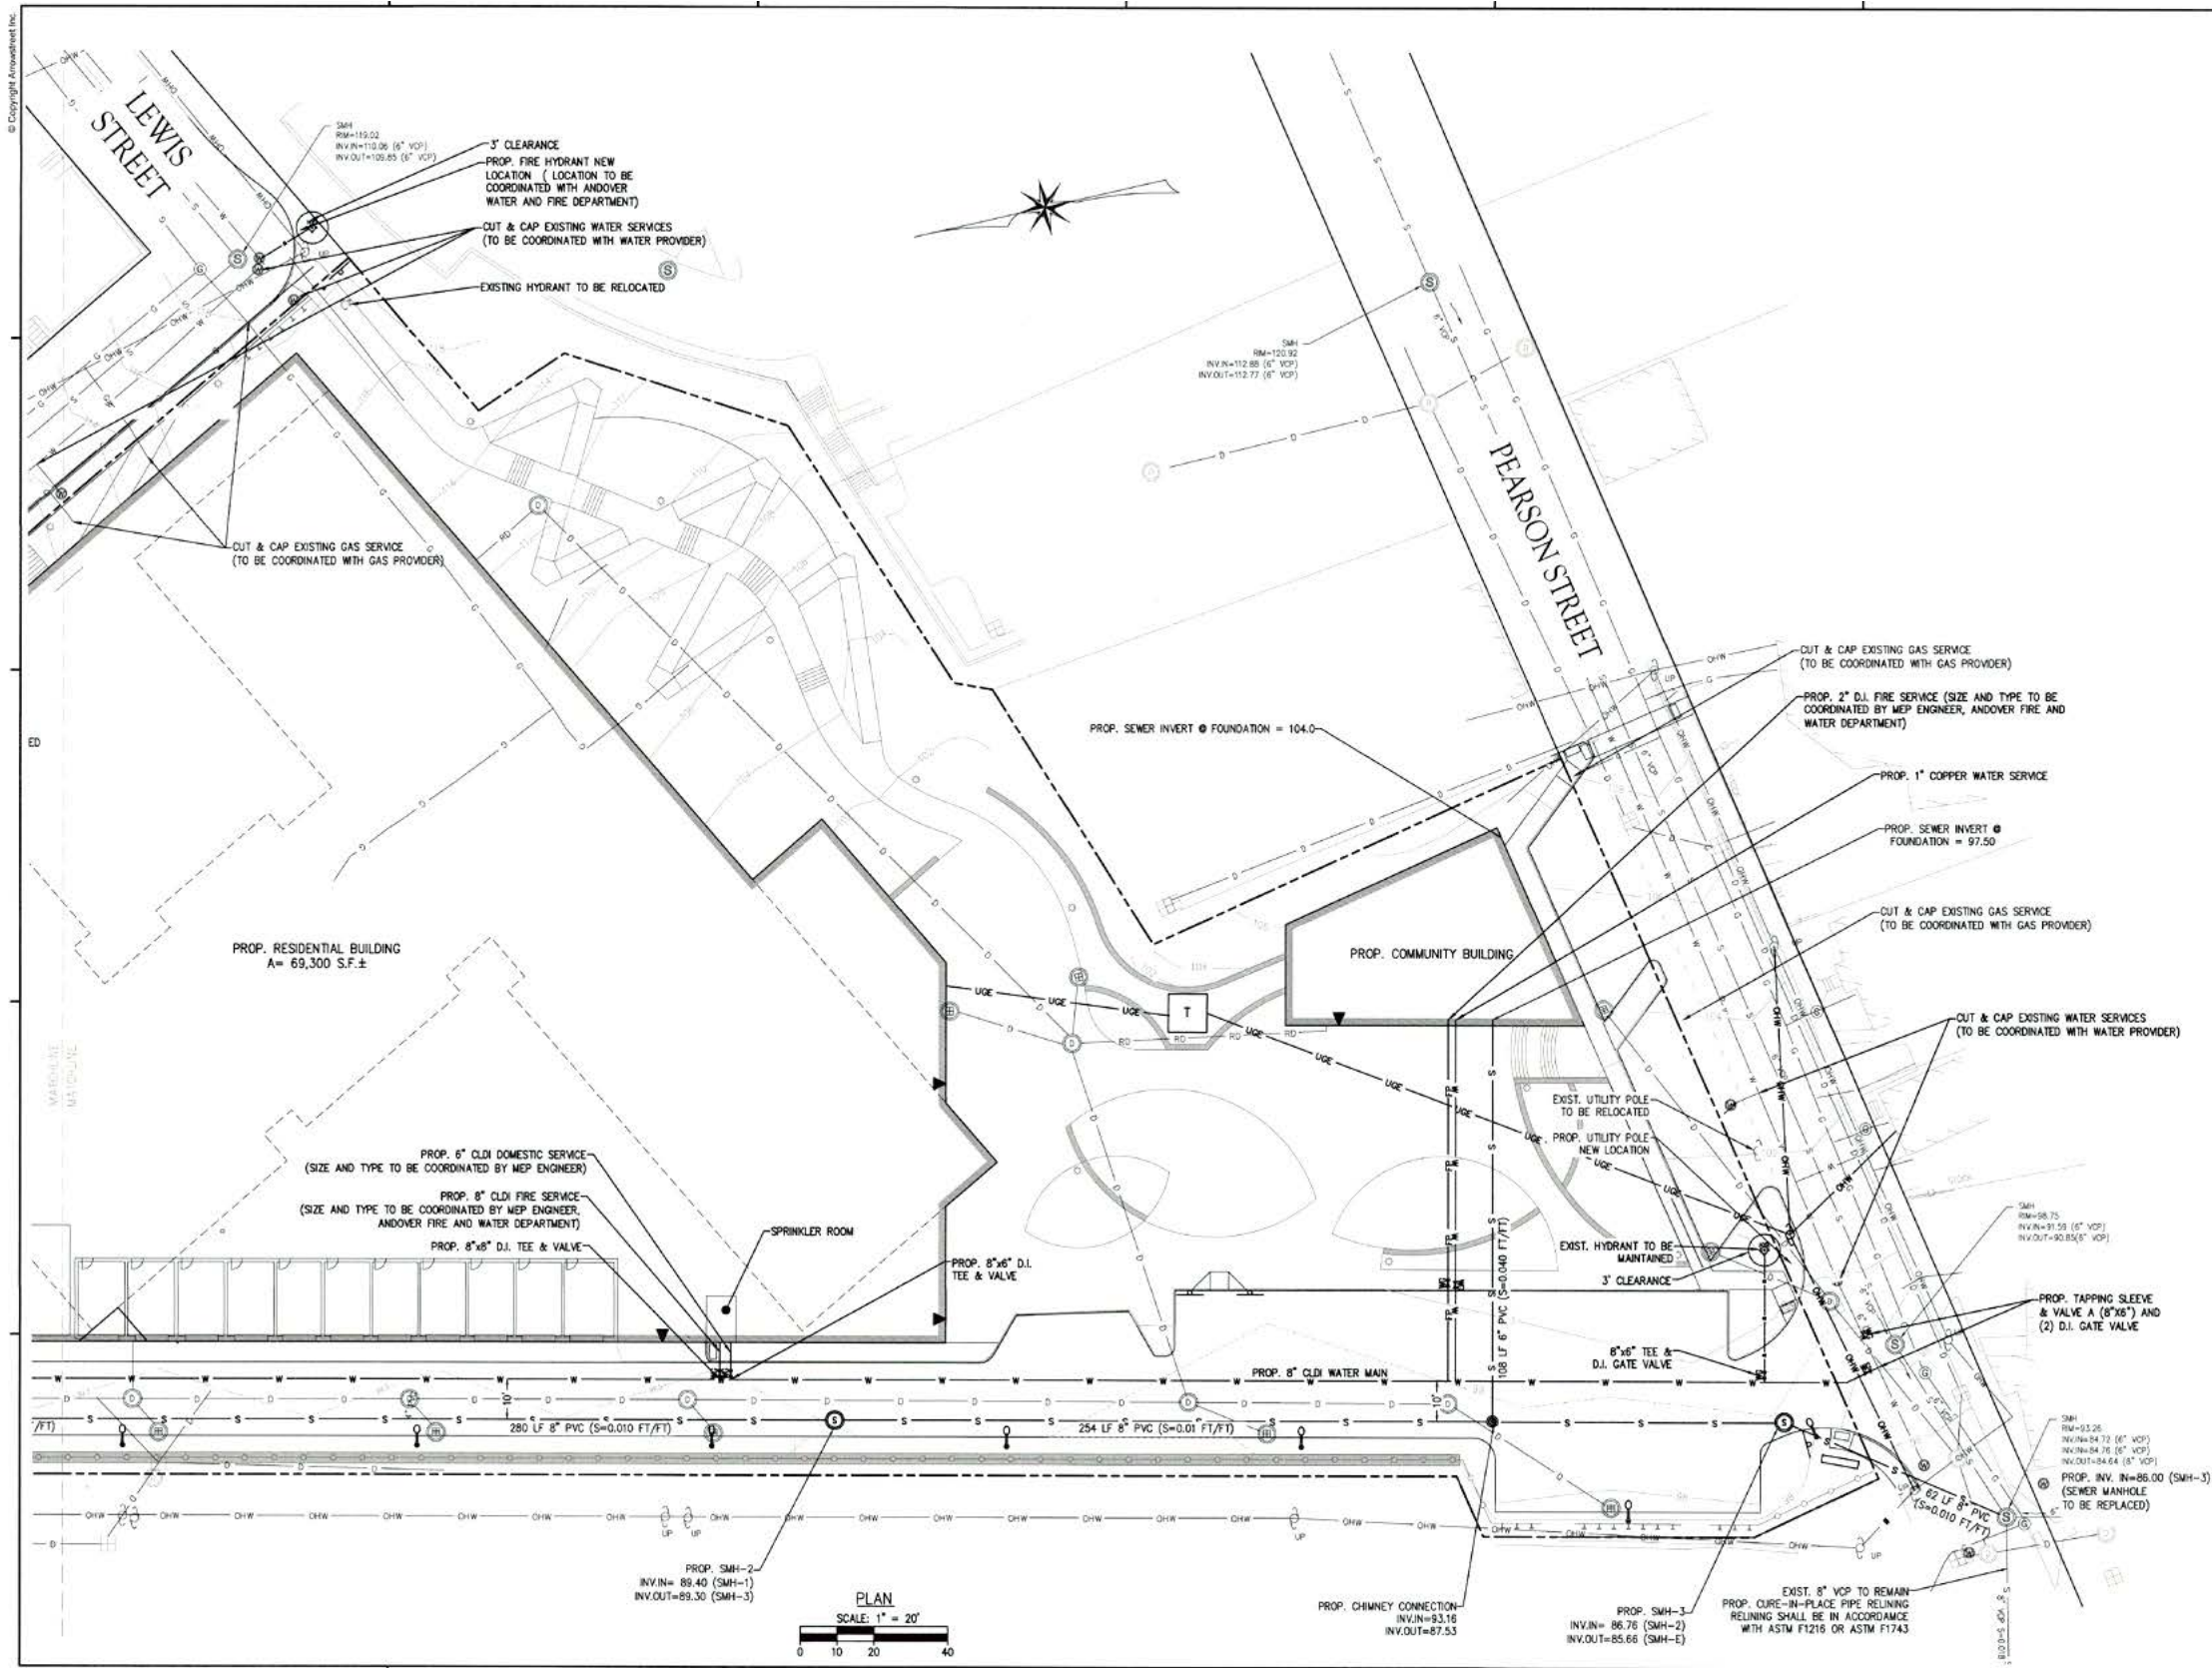 © Copyright Arrowstreet Inc.
LEWIS
STREET
SMH
RIM=119.02
INV.IN=110.06 (6" VCP)
INV.OUT=109.85 (6" VCP)
3' CLEARANCE
PROP. FIRE HYDRANT NEW
LOCATION ( LOCATION TO BE
COORDINATED WITH ANDOVER
WATER AND FIRE DEPARTMENT)
CUT & CAP EXISTING WATER SERVICES
(TO BE COORDINATED WITH WATER PROVIDER)
EXISTING HYDRANT TO BE RELOCATED
CUT & CAP EXISTING GAS SERVICE
(TO BE COORDINATED WITH GAS PROVIDER)
SMH
RIM=120.92
INV.IN=112.88 (6" VCP)
INV.OUT=112.77 (6" VCP)
6" VCP
PEARSON STREET
CUT & CAP EXISTING GAS SERVICE
(TO BE COORDINATED WITH GAS PROVIDER)
PROP. 2" D.I. FIRE SERVICE (SIZE AND TYPE TO BE
COORDINATED BY MEP ENGINEER, ANDOVER FIRE AND
WATER DEPARTMENT)
PROP. SEWER INVERT @ FOUNDATION = 104.0
PROP. 1" COPPER WATER SERVICE
PROP. SEWER INVERT @
FOUNDATION = 97.50
CUT & CAP EXISTING GAS SERVICE
(TO BE COORDINATED WITH GAS PROVIDER)
ED
PROP. RESIDENTIAL BUILDING
A= 69,300 S.F.±
PROP. COMMUNITY BUILDING
T
CUT & CAP EXISTING WATER SERVICES
(TO BE COORDINATED WITH WATER PROVIDER)
MATCHLINE
MATCHLINE
EXIST. UTILITY POLE
TO BE RELOCATED
PROP. UTILITY POLE
NEW LOCATION
PROP. 6" CLDI DOMESTIC SERVICE
(SIZE AND TYPE TO BE COORDINATED BY MEP ENGINEER)
PROP. 8" CLDI FIRE SERVICE
(SIZE AND TYPE TO BE COORDINATED BY MEP ENGINEER,
ANDOVER FIRE AND WATER DEPARTMENT)
PROP. 8"x8" D.I. TEE & VALVE
SPRINKLER ROOM
PROP. 8"x6" D.I.
TEE & VALVE
EXIST. HYDRANT TO BE
MAINTAINED
3' CLEARANCE
SMH
RIM=98.75
INV.IN=91.59 (6" VCP)
INV.OUT=90.85(6" VCP)
PROP. TAPPING SLEEVE
& VALVE A (8"X6") AND
(2) D.I. GATE VALVE
8"x6" TEE &
D.I. GATE VALVE
108 LF 6" PVC (S=0.040 FT/FT)
PROP. 8" CLDI WATER MAIN
10'
10'
/FT)
280 LF 8" PVC (S=0.010 FT/FT)
254 LF 8" PVC (S=0.01 FT/FT)
62 LF 8" PVC
(S=0.010 FT/FT)
SMH
RIM=93.26
INV.IN=84.72 (6" VCP)
INV.IN=84.76 (6" VCP)
INV.OUT=84.64 (8" VCP)
PROP. INV. IN=86.00 (SMH-3)
(SEWER MANHOLE
TO BE REPLACED)
PROP. SMH-2
INV.IN= 89.40 (SMH-1)
INV.OUT=89.30 (SMH-3)
PLAN
SCALE: 1" = 20'
0 10 20 40
PROP. CHIMNEY CONNECTION
INV.IN=93.16
INV.OUT=87.53
PROP. SMH-3
INV.IN= 86.76 (SMH-2)
INV.OUT=85.66 (SMH-E)
EXIST. 8" VCP TO REMAIN
PROP. CURE-IN-PLACE PIPE RELINING
RELINING SHALL BE IN ACCORDAMCE
WITH ASTM F1216 OR ASTM F1743